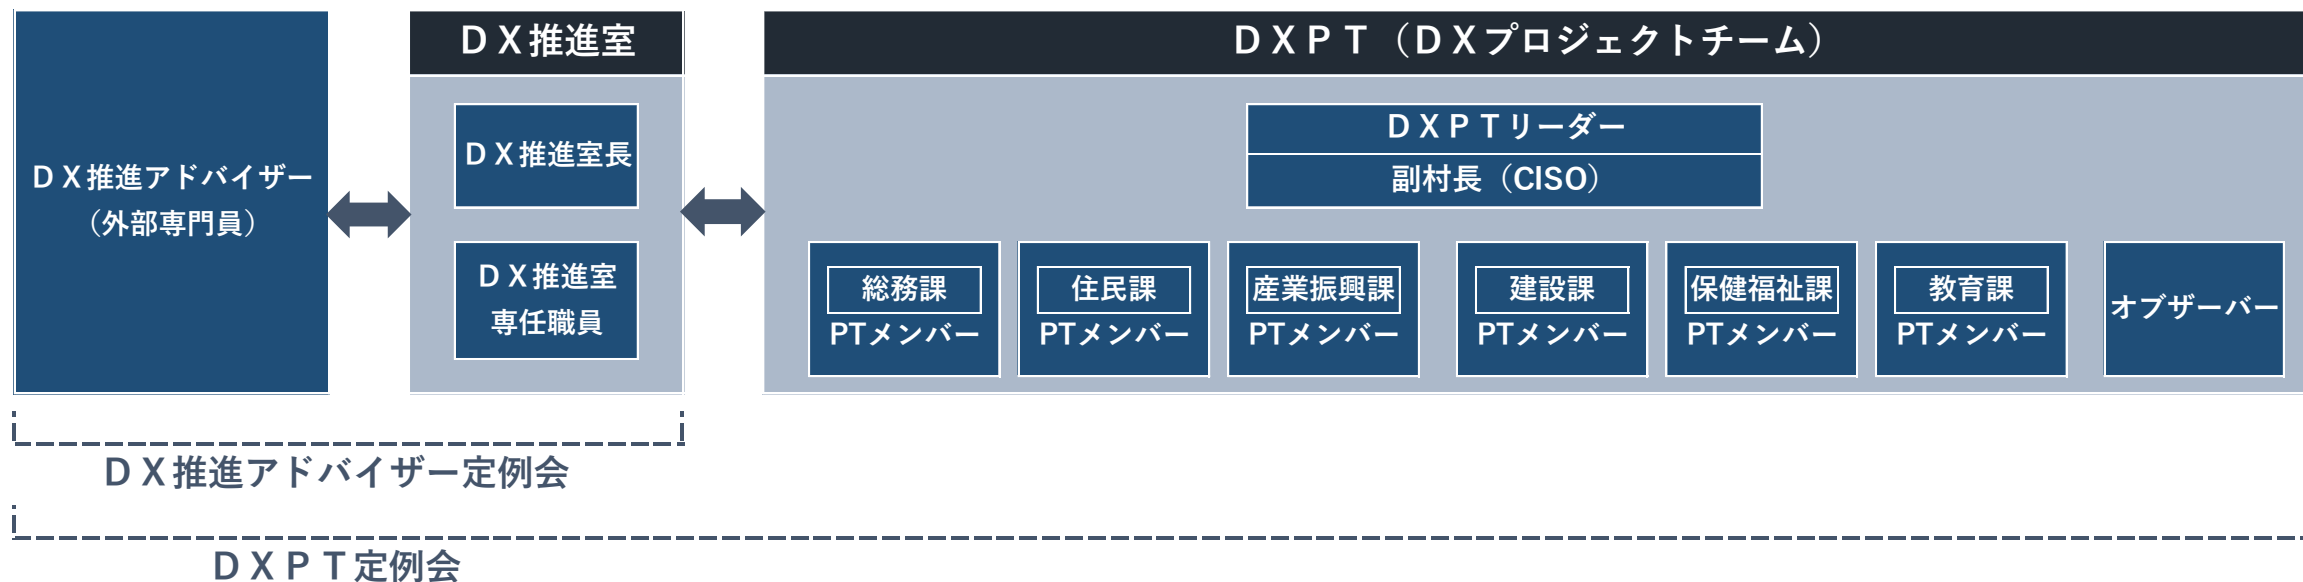 ＤＸ推進アドバイザー
（外部専門員）
ＤＸ推進室
ＤＸ推進室長
ＤＸ推進室
専任職員
ＤＸＰＴ（ＤＸプロジェクトチーム）
ＤＸＰＴリーダー
副村長（CISO）
総務課
PTメンバー
住民課
PTメンバー
産業振興課
PTメンバー
建設課
PTメンバー
保健福祉課
PTメンバー
教育課
PTメンバー
オブザーバー
ＤＸ推進アドバイザー定例会
ＤＸＰＴ定例会